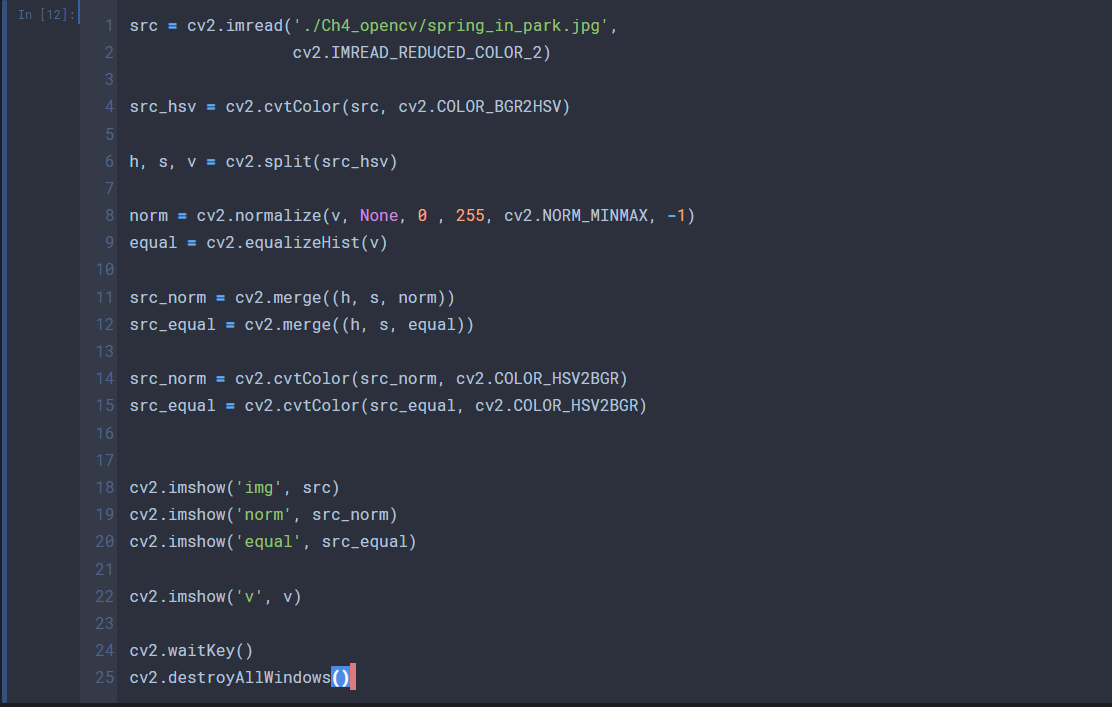 In [12]:
1 src = cv2.imread('./Ch4_opencv/spring_in_park.jpg',
2                  cv2.IMREAD_REDUCED_COLOR_2)
3
4 src_hsv = cv2.cvtColor(src, cv2.COLOR_BGR2HSV)
5
6 h, s, v = cv2.split(src_hsv)
7
8 norm = cv2.normalize(v, None, 0 , 255, cv2.NORM_MINMAX, -1)
9 equal = cv2.equalizeHist(v)
10
11 src_norm = cv2.merge((h, s, norm))
12 src_equal = cv2.merge((h, s, equal))
13
14 src_norm = cv2.cvtColor(src_norm, cv2.COLOR_HSV2BGR)
15 src_equal = cv2.cvtColor(src_equal, cv2.COLOR_HSV2BGR)
16
17
18 cv2.imshow('img', src)
19 cv2.imshow('norm', src_norm)
20 cv2.imshow('equal', src_equal)
21
22 cv2.imshow('v', v)
23
24 cv2.waitKey()
25 cv2.destroyAllWindows()